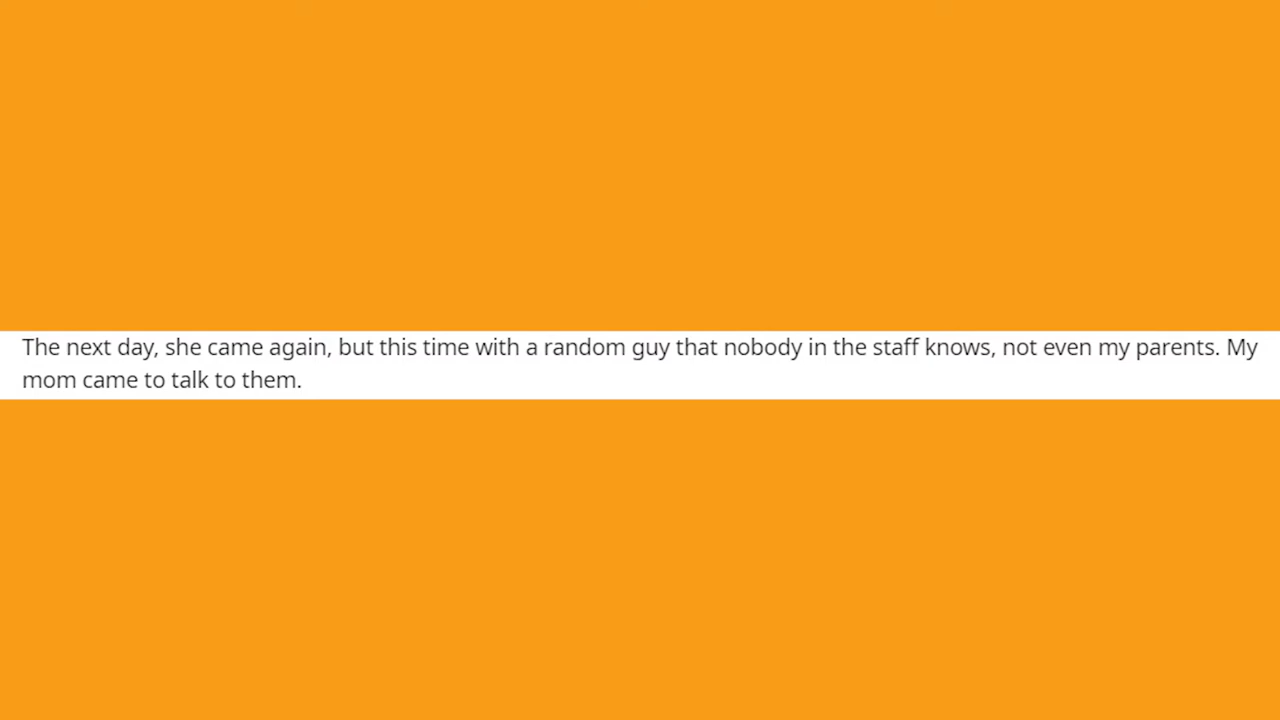 The next day, she came again, but this time with a random guy that nobody in the staff knows, not even my parents. My
mom came to talk to them.